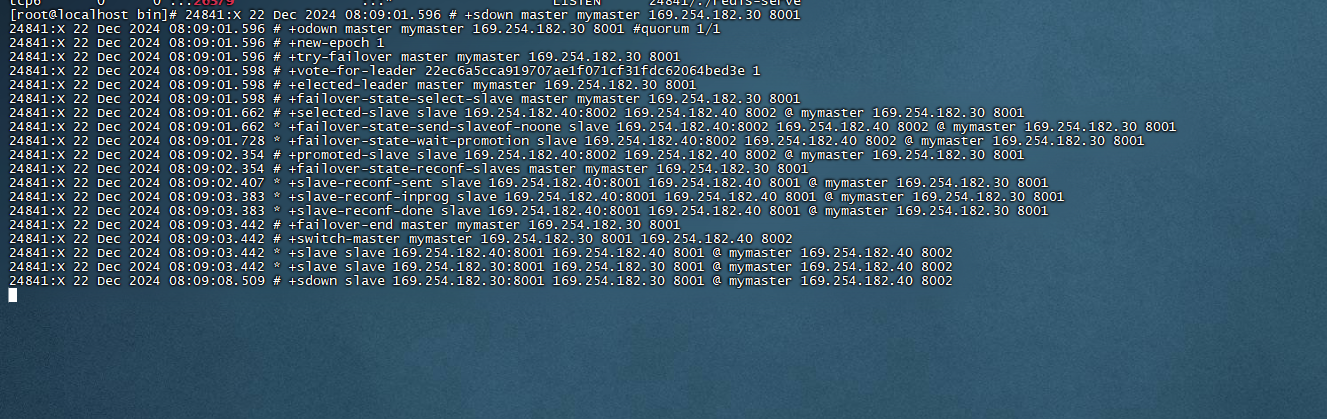 tcp6 0 0 ...26379 ...* LISTEN 24841/./redis-serve
[root@localhost bin]# 24841:X 22 Dec 2024 08:09:01.596 # +sdown master mymaster 169.254.182.30 8001
24841:X 22 Dec 2024 08:09:01.596 # +odown master mymaster 169.254.182.30 8001 #quorum 1/1
24841:X 22 Dec 2024 08:09:01.596 # +new-epoch 1
24841:X 22 Dec 2024 08:09:01.596 # +try-failover master mymaster 169.254.182.30 8001
24841:X 22 Dec 2024 08:09:01.598 # +vote-for-leader 22ec6a5cca919707ae1f071cf31fdc62064bed3e 1
24841:X 22 Dec 2024 08:09:01.598 # +elected-leader master mymaster 169.254.182.30 8001
24841:X 22 Dec 2024 08:09:01.598 # +failover-state-select-slave master mymaster 169.254.182.30 8001
24841:X 22 Dec 2024 08:09:01.662 # +selected-slave slave 169.254.182.40:8002 169.254.182.40 8002 @ mymaster 169.254.182.30 8001
24841:X 22 Dec 2024 08:09:01.662 * +failover-state-send-slaveof-noone slave 169.254.182.40:8002 169.254.182.40 8002 @ mymaster 169.254.182.30 8001
24841:X 22 Dec 2024 08:09:01.728 * +failover-state-wait-promotion slave 169.254.182.40:8002 169.254.182.40 8002 @ mymaster 169.254.182.30 8001
24841:X 22 Dec 2024 08:09:02.354 # +promoted-slave slave 169.254.182.40:8002 169.254.182.40 8002 @ mymaster 169.254.182.30 8001
24841:X 22 Dec 2024 08:09:02.354 # +failover-state-reconf-slaves master mymaster 169.254.182.30 8001
24841:X 22 Dec 2024 08:09:02.407 * +slave-reconf-sent slave 169.254.182.40:8001 169.254.182.40 8001 @ mymaster 169.254.182.30 8001
24841:X 22 Dec 2024 08:09:03.383 * +slave-reconf-inprog slave 169.254.182.40:8001 169.254.182.40 8001 @ mymaster 169.254.182.30 8001
24841:X 22 Dec 2024 08:09:03.383 * +slave-reconf-done slave 169.254.182.40:8001 169.254.182.40 8001 @ mymaster 169.254.182.30 8001
24841:X 22 Dec 2024 08:09:03.442 # +failover-end master mymaster 169.254.182.30 8001
24841:X 22 Dec 2024 08:09:03.442 # +switch-master mymaster 169.254.182.30 8001 169.254.182.40 8002
24841:X 22 Dec 2024 08:09:03.442 * +slave slave 169.254.182.40:8001 169.254.182.40 8001 @ mymaster 169.254.182.40 8002
24841:X 22 Dec 2024 08:09:03.442 * +slave slave 169.254.182.30:8001 169.254.182.30 8001 @ mymaster 169.254.182.40 8002
24841:X 22 Dec 2024 08:09:08.509 # +sdown slave 169.254.182.30:8001 169.254.182.30 8001 @ mymaster 169.254.182.40 8002